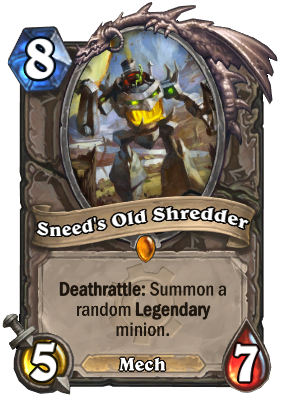 8
Sneed's Old Shredder
Deathrattle: Summon a
random Legendary
minion.
5
Mech
7